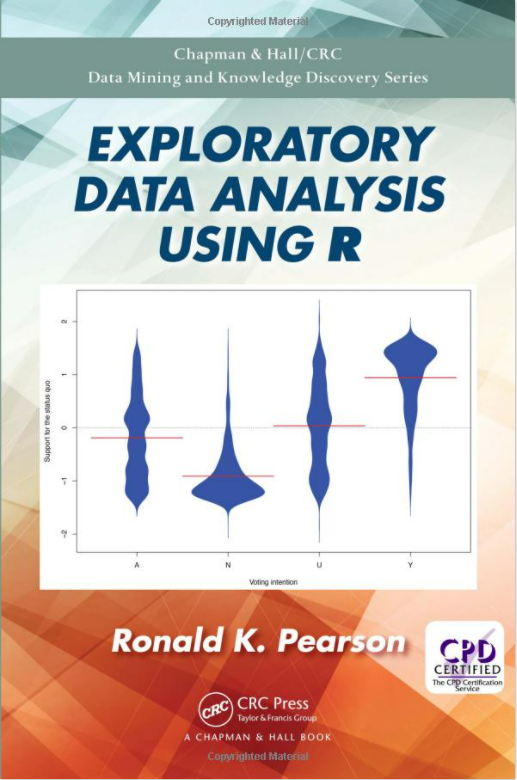 Copyrighted Material
Chapman & Hall/CRC
Data Mining and Knowledge Discovery Series
EXPLORATORY
DATA ANALYSIS
USING R
Support for the status quo
2
1
0
-1
-2
A N U Y
Voting intention
Ronald K. Pearson
CPD
CERTIFIED
The CPD Certification
Service
CRC
CRC Press
Taylor & Francis Group
A CHAPMAN & HALL BOOK
Copyrighted Material